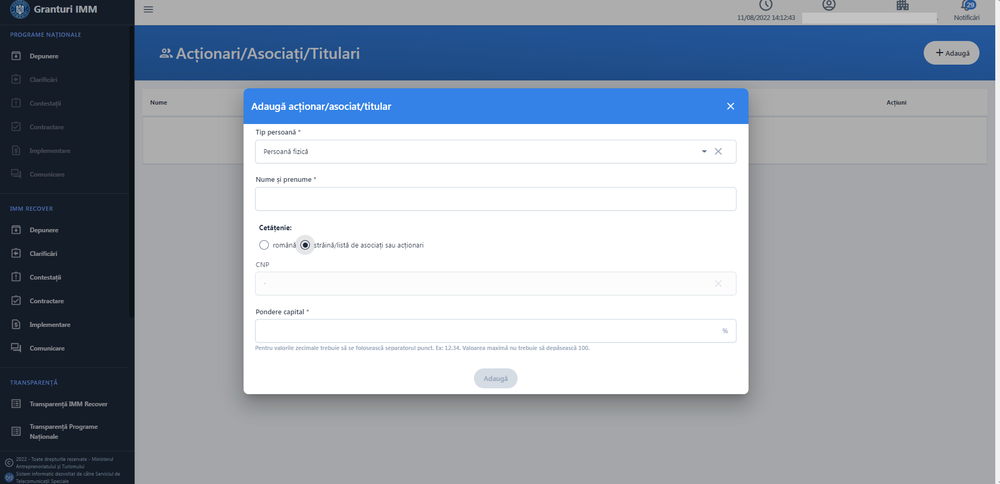 Granturi IMM
11/08/2022 14:12:43
.
29
Notificări
PROGRAME NAȚIONALE
Depunere
Clarificări
Contestații
Contractare
Implementare
Comunicare
IMM RECOVER
Depunere
Clarificări
Contestații
Contractare
Implementare
Comunicare
TRANSPARENȚĂ
Transparență IMM Recover
Transparență Programe
Naționale
2022 - Toate drepturile rezervate - Ministerul
Antreprenoriatului și Turismului
Sistem informatic dezvoltat de către Serviciul de
Telecomunicații Speciale
Acționari/Asociați/Titulari
+ Adaugă
Nume
Acțiuni
Adaugă acționar/asociat/titular
Tip persoană *
Persoană fizică
Nume și prenume *
Cetățenie:
română străină/listă de asociați sau acționari
CNP
-
Pondere capital *
%
Pentru valorile zecimale trebuie să se folosească separatorul punct. Ex: 12.34. Valoarea maximă nu trebuie să depășească 100.
Adaugă